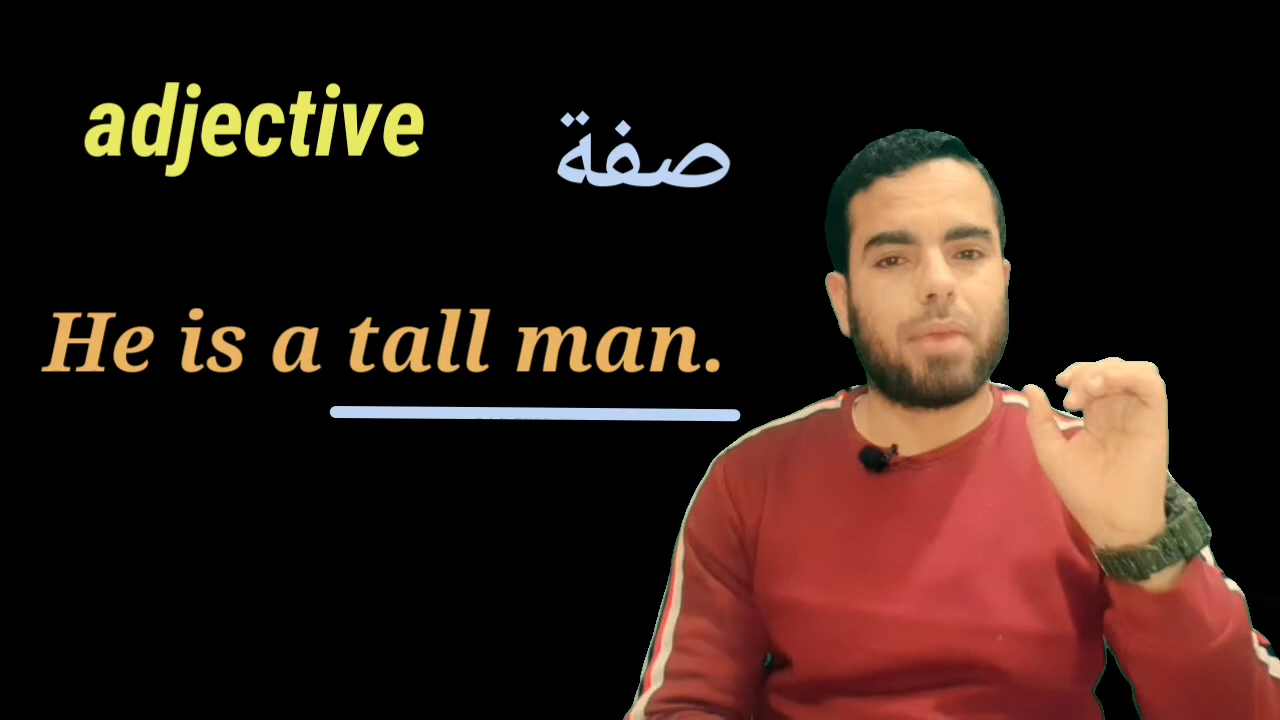 adjective
صفة
He is a tall man.